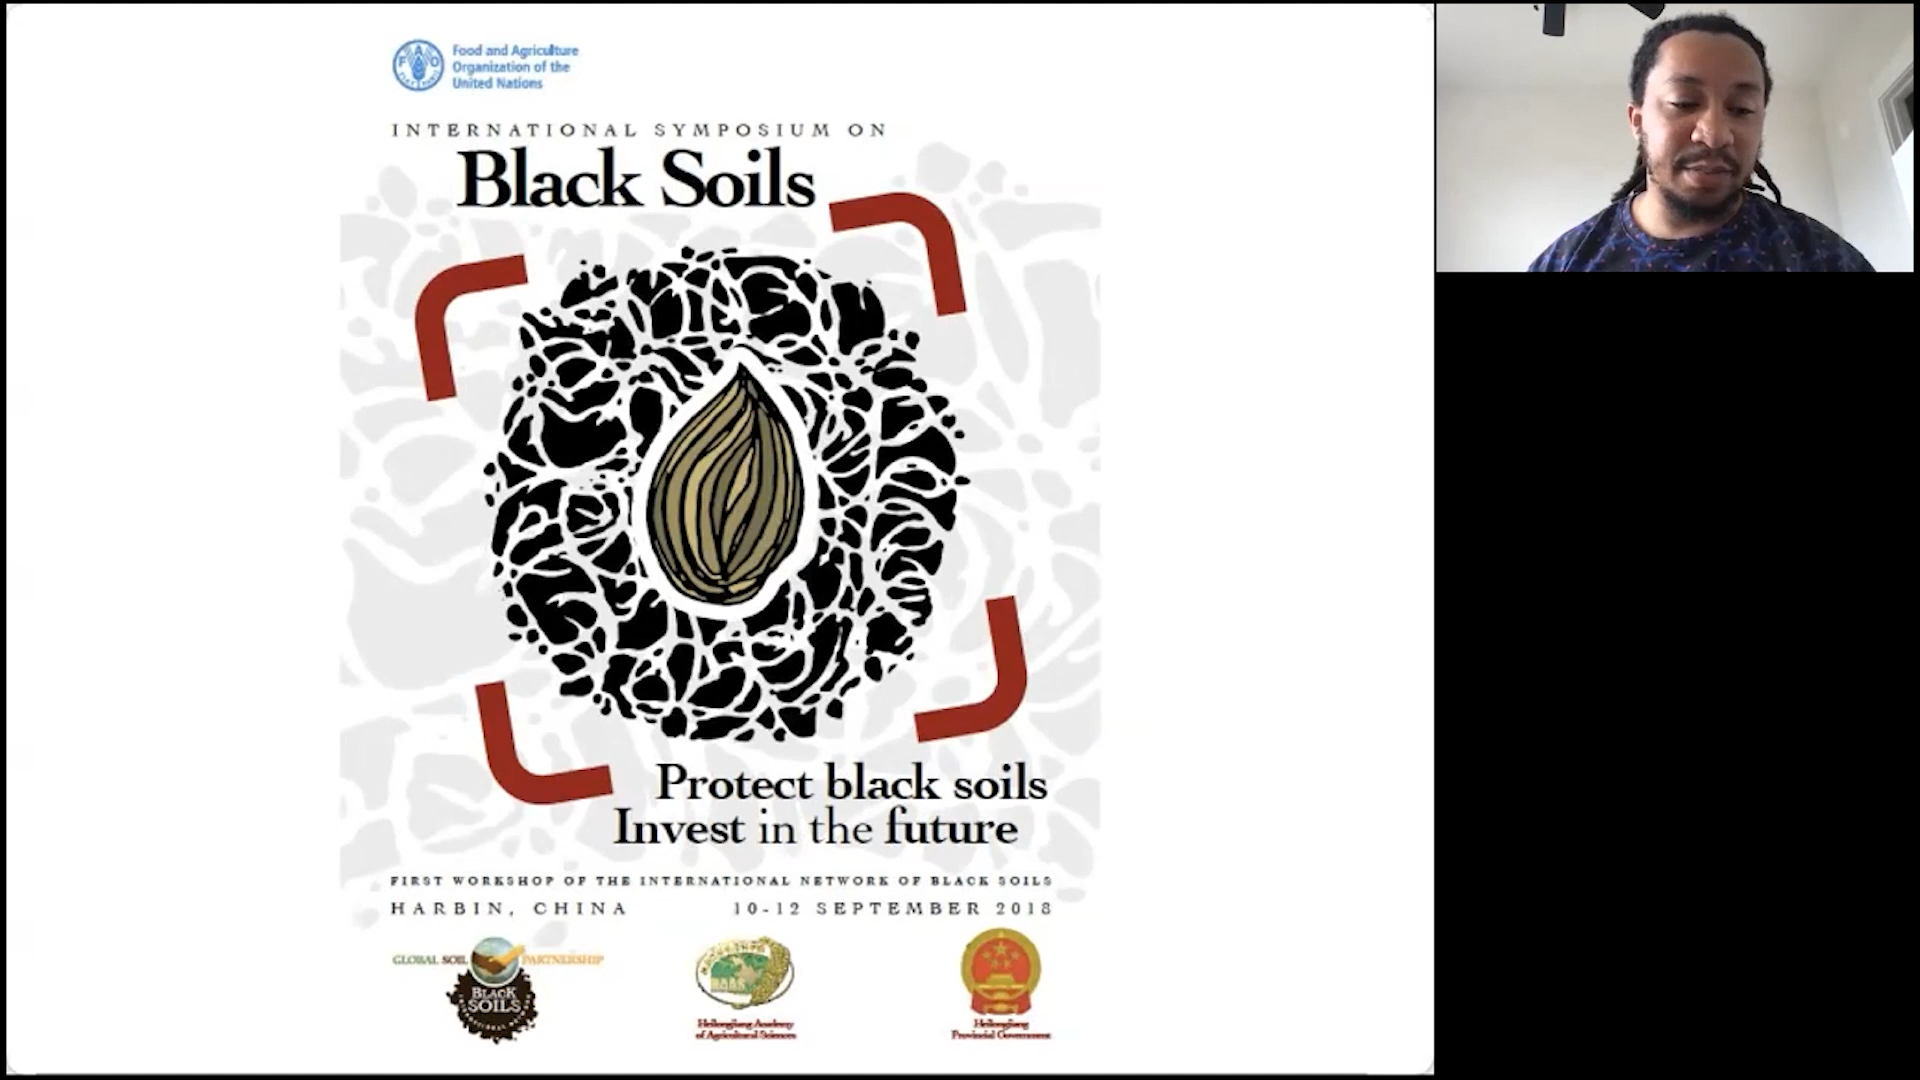 Food and Agriculture
Organization of the
United Nations
INTERNATIONAL SYMPOSIUM ON
Black Soils
Protect black soils
Invest in the future
FIRST WORKSHOP OF THE INTERNATIONAL NETWORK OF BLACK SOILS
HARBIN, CHINA 10-12 SEPTEMBER 2018
GLOBAL SOIL PARTNERSHIP
BLACK
SOILS
Heilongjiang Academy
of Agricultural Sciences
Heilongjiang
Provincial Government